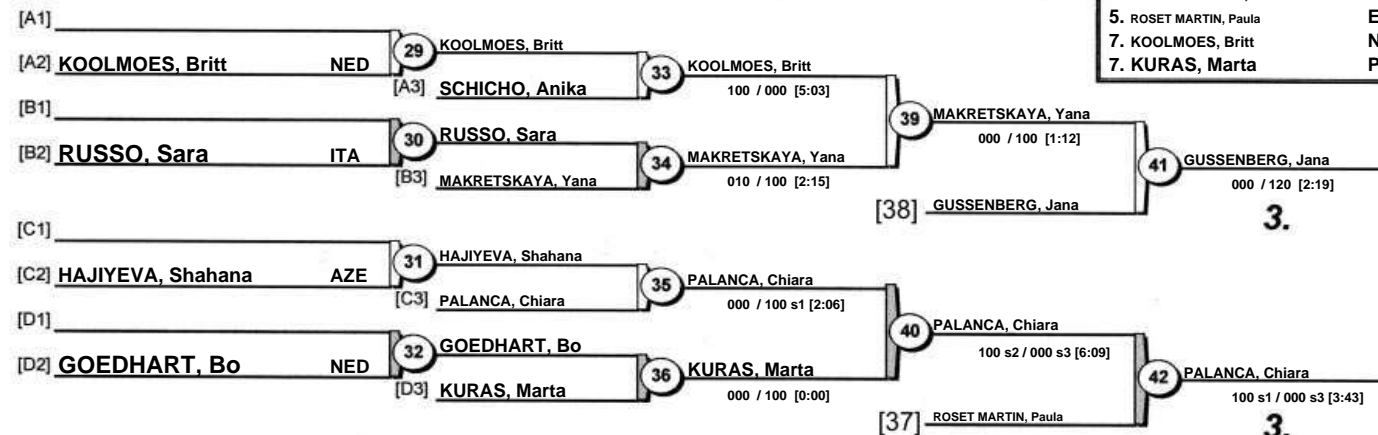 [A1]
[A2] KOOLMOES, Britt NED
29
KOOLMOES, Britt
[A3] SCHICHO, Anika
33
KOOLMOES, Britt
100 / 000 [5:03]
[B1]
[B2] RUSSO, Sara ITA
30
RUSSO, Sara
[B3] MAKRETSKAYA, Yana
34
MAKRETSKAYA, Yana
010 / 100 [2:15]
39
MAKRETSKAYA, Yana
000 / 100 [1:12]
[38] GUSSENBERG, Jana
41
GUSSENBERG, Jana
000 / 120 [2:19]
3.
[C1]
[C2] HAJIYEVA, Shahana AZE
31
HAJIYEVA, Shahana
[C3] PALANCA, Chiara
35
PALANCA, Chiara
000 / 100 s1 [2:06]
[D1]
[D2] GOEDHART, Bo NED
32
GOEDHART, Bo
[D3] KURAS, Marta
36
KURAS, Marta
000 / 100 [0:00]
40
PALANCA, Chiara
100 s2 / 000 s3 [6:09]
[37] ROSET MARTIN, Paula
42
PALANCA, Chiara
100 s1 / 000 s3 [3:43]
3.
5. ROSET MARTIN, Paula E
7. KOOLMOES, Britt N
7. KURAS, Marta P